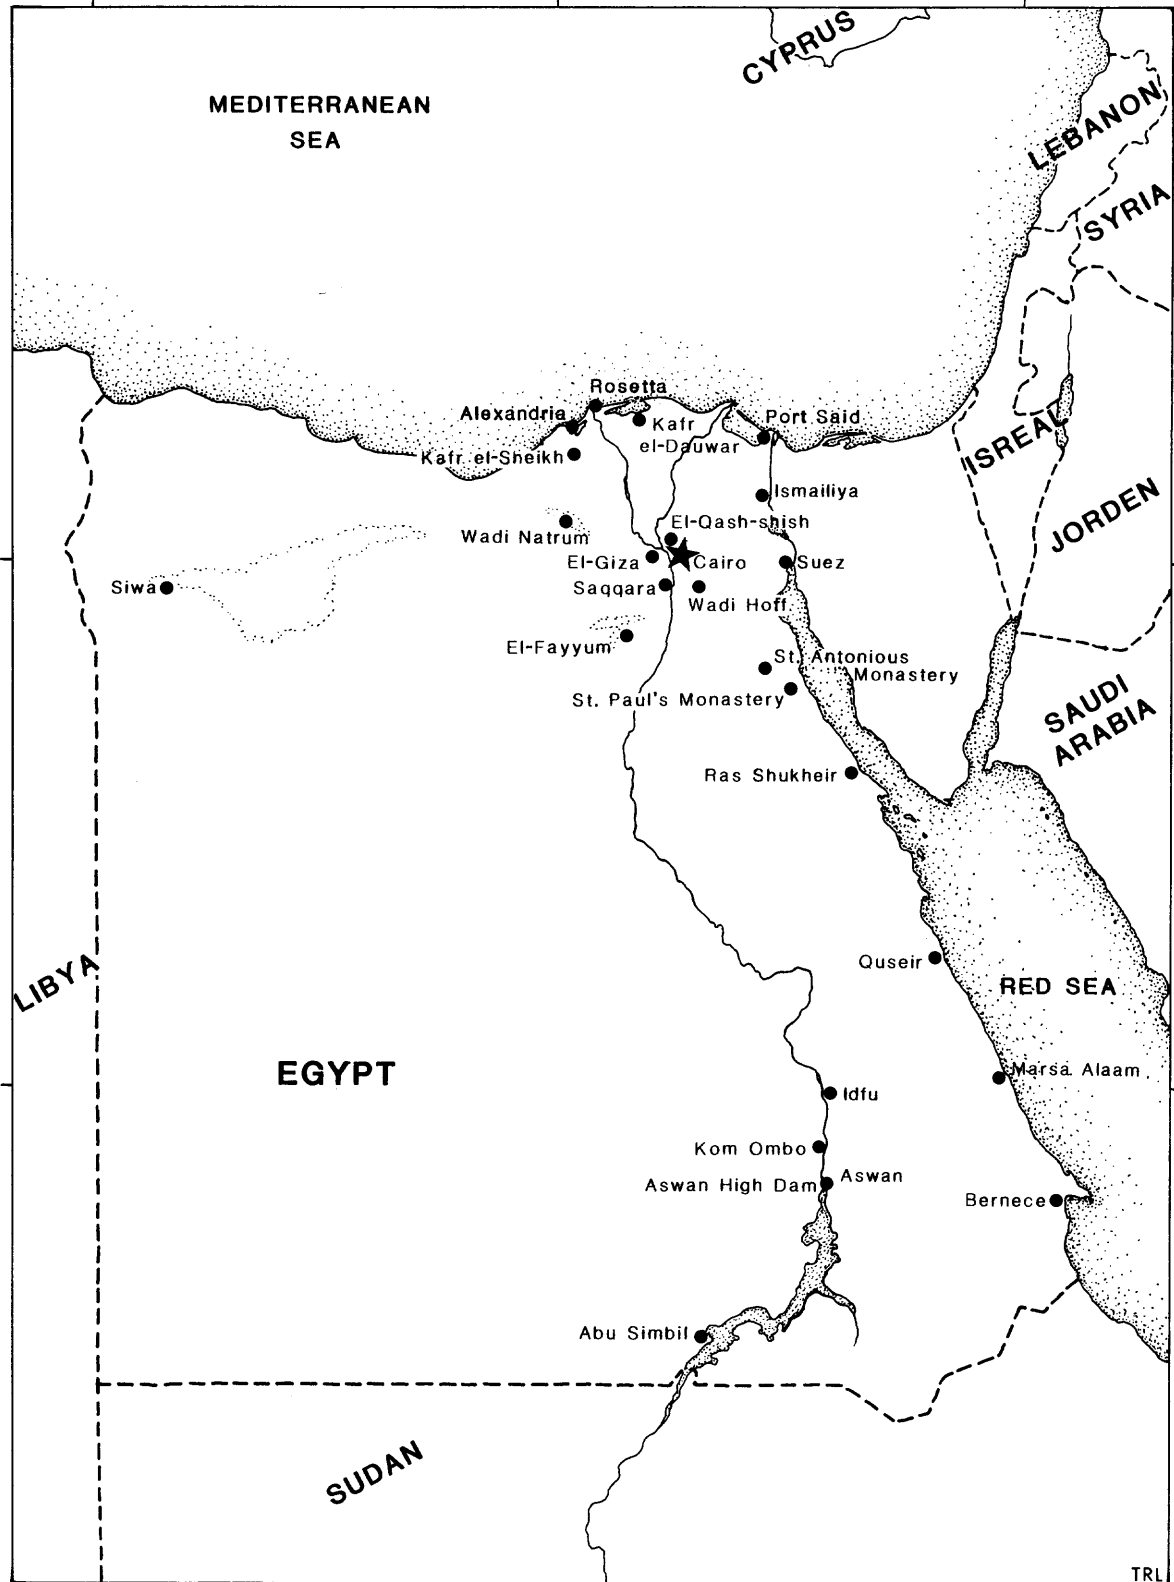 CYPRUS
MEDITERRANEAN
SEA
LEBANON
SYRIA
Rosetta
Alexandria
Port Said
Kafr
el-Dauwar
Kafr el-Sheikh
ISREAL
JORDEN
Ismailiya
El-Qash-shish
Wadi Natrum
El-Giza
Cairo
Suez
Siwa
Saqqara
Wadi Hoff
El-Fayyum
St. Antonious
Monastery
St. Paul's Monastery
SAUDI
ARABIA
Ras Shukheir
Quseir
LIBYA
RED SEA
EGYPT
Marsa Alaam
Idfu
Kom Ombo
Aswan High Dam
Aswan
Bernece
Abu Simbil
SUDAN
TRL